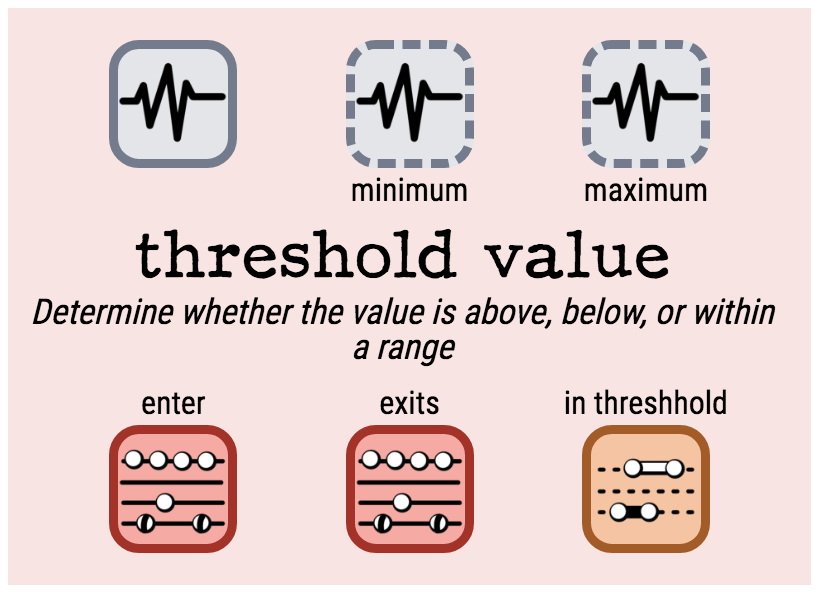 minimum maximum
threshold value
Determine whether the value is above, below, or within
a range
enter exits in threshhold